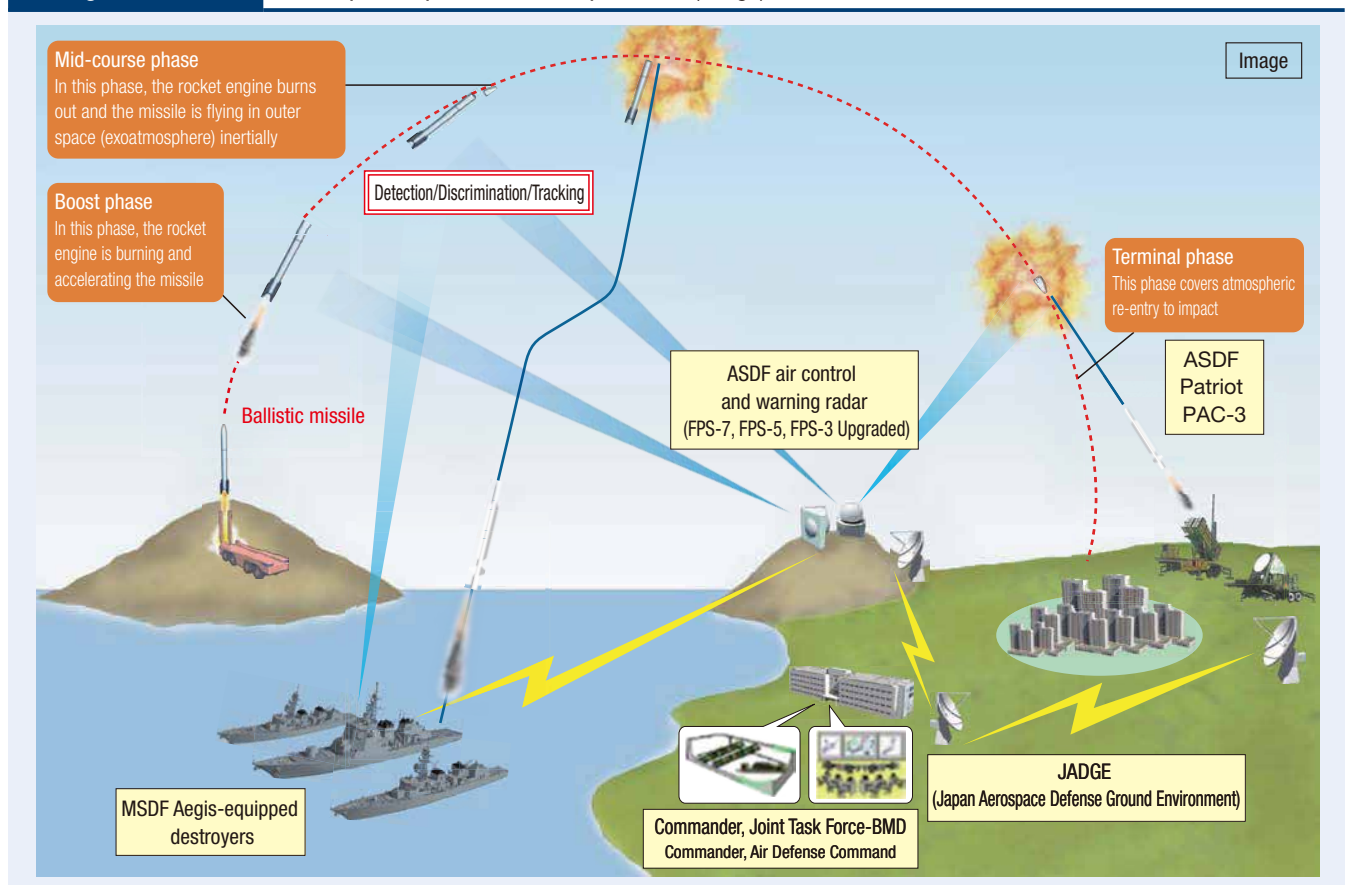 Image
Mid-course phase
In this phase, the rocket engine burns
out and the missile is flying in outer
space (exoatmosphere) inertially
Detection/Discrimination/Tracking
Boost phase
In this phase, the rocket
engine is burning and
accelerating the missile
Ballistic missile
Terminal phase
This phase covers atmospheric
re-entry to impact
ASDF air control
and warning radar
(FPS-7, FPS-5, FPS-3 Upgraded)
ASDF
Patriot
PAC-3
MSDF Aegis-equipped
destroyers
Commander, Joint Task Force-BMD
Commander, Air Defense Command
JADGE
(Japan Aerospace Defense Ground Environment)